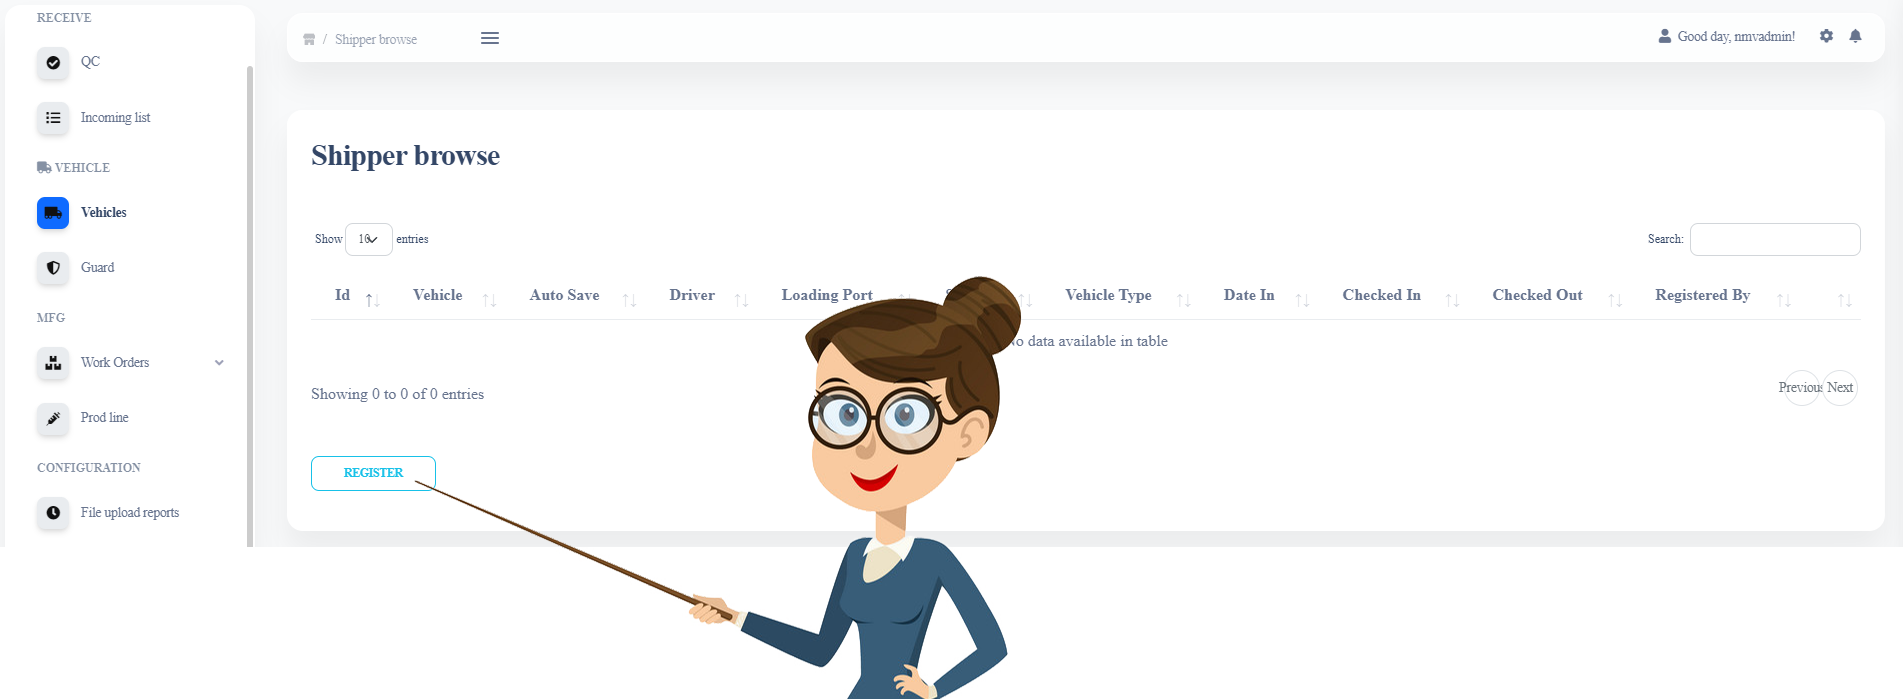 RECEIVE
QC
Incoming list
VEHICLE
Vehicles
Guard
MFG
Work Orders
Prod line
CONFIGURATION
File upload reports
/ Shipper browse
Good day, nmvadmin!
Shipper browse
Show 10 entries
Search:
Id Vehicle Auto Save Driver Loading Port Vehicle Type Date In Checked In Checked Out Registered By
No data available in table
Showing 0 to 0 of 0 entries
Previous Next
REGISTER